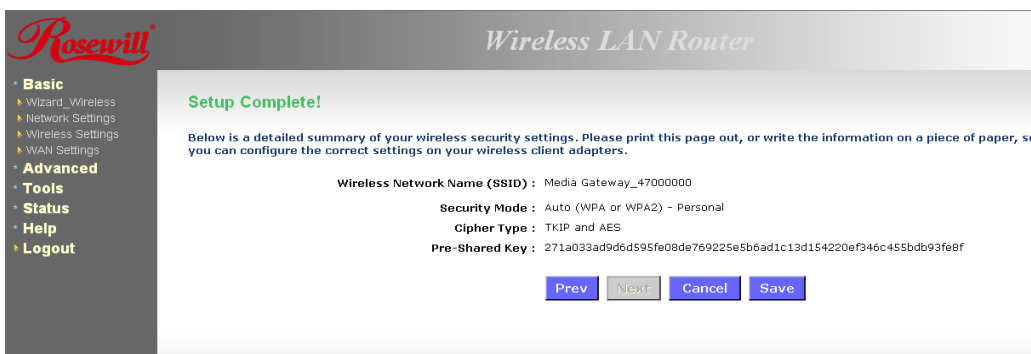 Rosewill
Wireless LAN Router
Basic
Wizard_Wireless
Network Settings
Wireless Settings
WAN Settings
Advanced
Tools
Status
Help
Logout
Setup Complete!
Below is a detailed summary of your wireless security settings. Please print this page out, or write the information on a piece of paper, s
you can configure the correct settings on your wireless client adapters.
Wireless Network Name (SSID) : Media Gateway_47000000
Security Mode : Auto (WPA or WPA2) - Personal
Cipher Type : TKIP and AES
Pre-Shared Key : 271a033ad9d6d595fe08de769225e5b6ad1c13d154220ef346c455bdb93fe8f
Prev Next Cancel Save